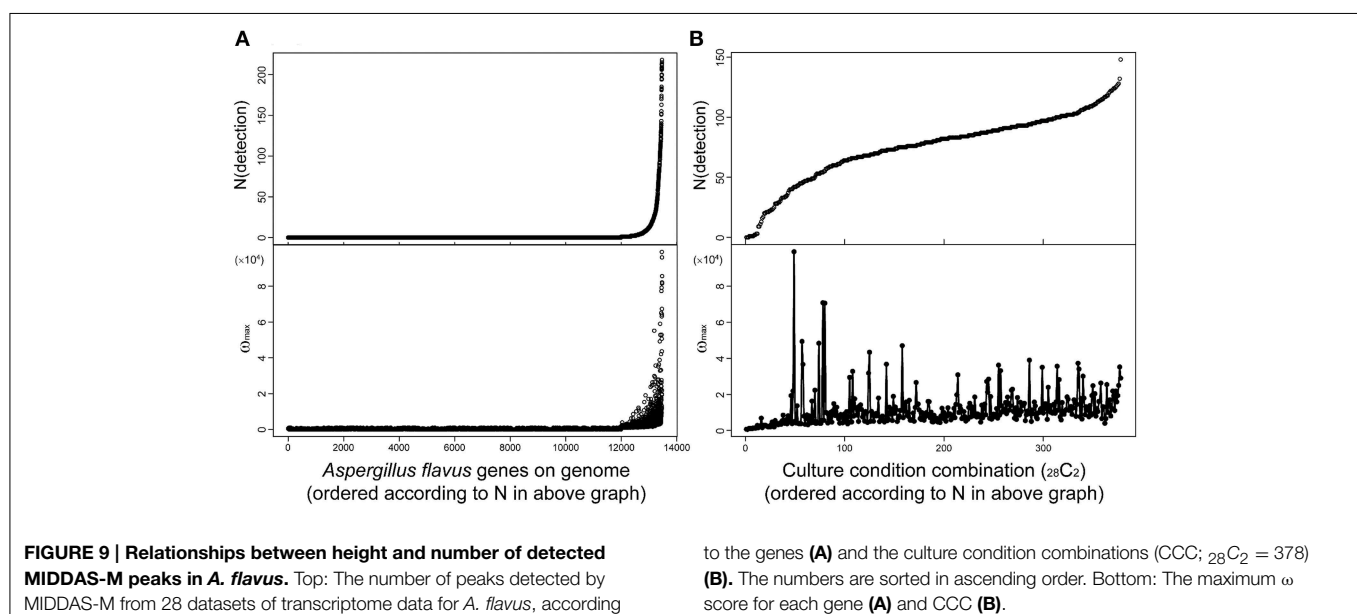 A
B
200
150
100
50
0
N(detection)
150
100
50
0
N(detection)
(×10⁴)
8
6
4
2
0
ωmax
(×10⁴)
8
6
4
2
0
ωmax
0 2000 4000 6000 8000 10000 12000 14000
0 100 200 300
Aspergillus flavus genes on genome
(ordered according to N in above graph)
Culture condition combination (₂₈C₂)
(ordered according to N in above graph)
FIGURE 9 | Relationships between height and number of detected
MIDDAS-M peaks in A. flavus. Top: The number of peaks detected by
MIDDAS-M from 28 datasets of transcriptome data for A. flavus, according
to the genes (A) and the culture condition combinations (CCC; ₂₈C₂ = 378)
(B). The numbers are sorted in ascending order. Bottom: The maximum ω
score for each gene (A) and CCC (B).